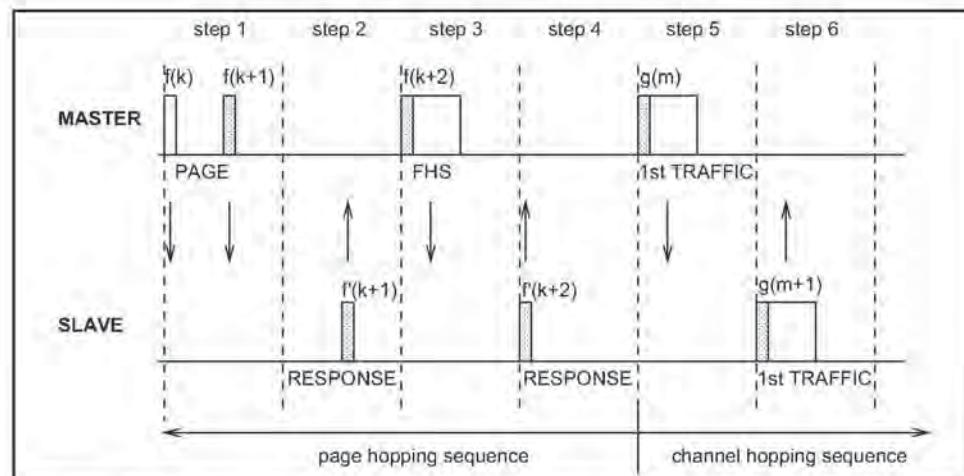 step 1 step 2 step 3 step 4 step 5 step 6
f(k) f(k+1) f(k+2) g(m)
MASTER
PAGE FHS 1st TRAFFIC
f'(k+1) f'(k+2) g(m+1)
SLAVE
RESPONSE RESPONSE 1st TRAFFIC
page hopping sequence channel hopping sequence